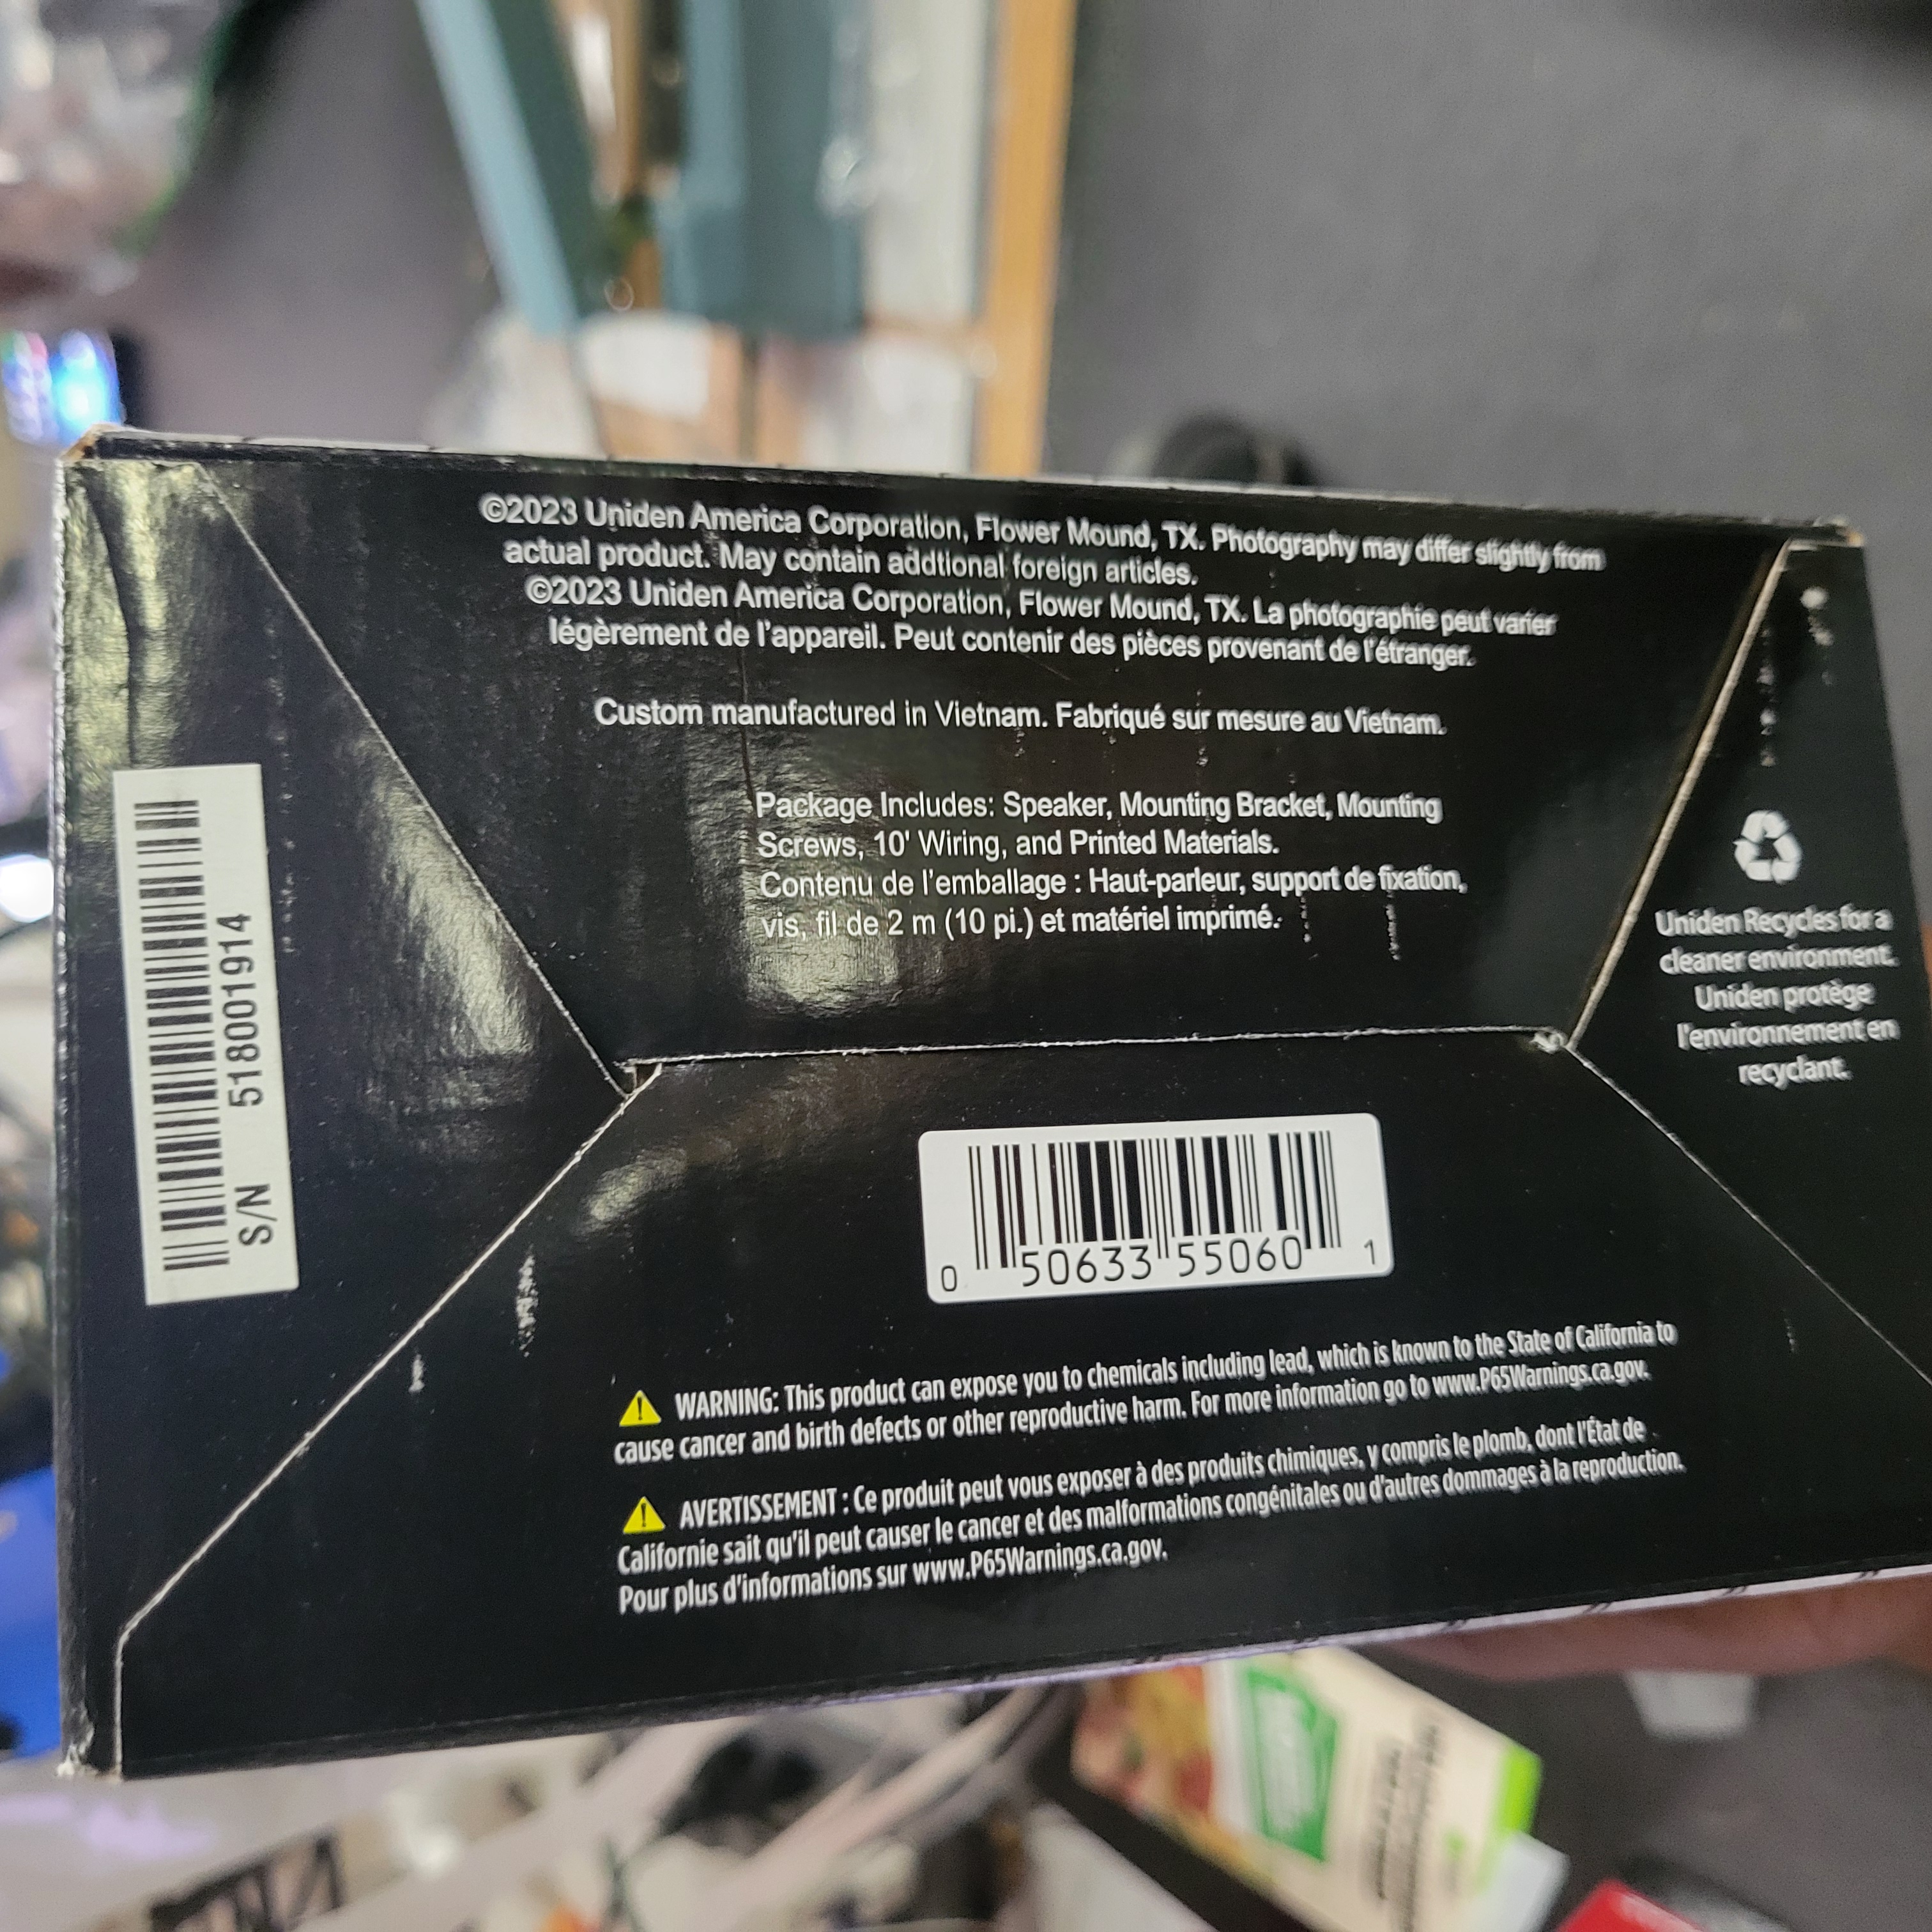 ©2023 Uniden America Corporation, Flower Mound, TX. Photography may differ slightly from
actual product. May contain addtional foreign articles.
©2023 Uniden America Corporation, Flower Mound, TX. La photographie peut varier
légèrement de l'appareil. Peut contenir des pièces provenant de l'étranger.
Custom manufactured in Vietnam. Fabriqué sur mesure au Vietnam.
Package Includes: Speaker, Mounting Bracket, Mounting
Screws, 10' Wiring, and Printed Materials.
Contenu de l'emballage : Haut-parleur, support de fixation,
vis, fil de 2 m (10 pi.) et matériel imprimé.
S/N 5180001914
Uniden Recycles for a
cleaner environment.
Uniden protège
l'environnement en
recyclant.
0 50633 55060 1
WARNING: This product can expose you to chemicals including lead, which is known to the State of California to
cause cancer and birth defects or other reproductive harm. For more information go to www.P65Warnings.ca.gov.
AVERTISSEMENT : Ce produit peut vous exposer à des produits chimiques, y compris le plomb, dont l'État de
Californie sait qu'il peut causer le cancer et des malformations congénitales ou d'autres dommages à la reproduction.
Pour plus d'informations sur www.P65Warnings.ca.gov.